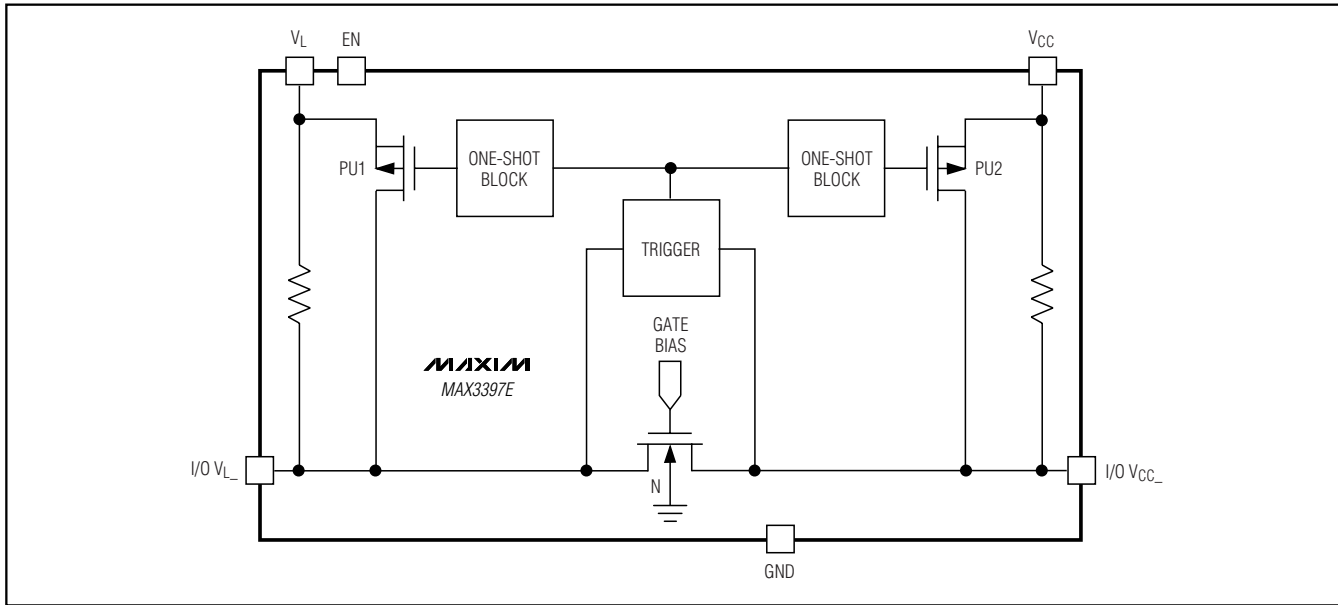 VL
EN
VCC
PU1
ONE-SHOT
BLOCK
ONE-SHOT
BLOCK
PU2
TRIGGER
GATE
BIAS
MAXIM
MAX3397E
I/O VL_
N
I/O VCC_
GND